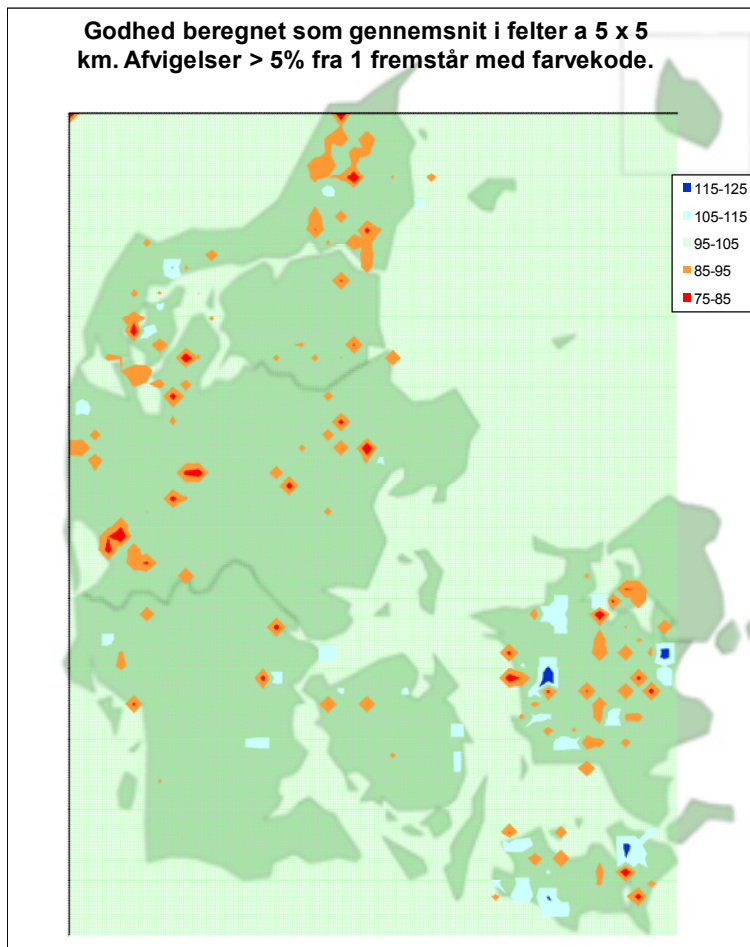 Godhed beregnet som gennemsnit i felter a 5 x 5
km. Afvigelser > 5% fra 1 fremstår med farvekode.
115-125
105-115
95-105
85-95
75-85